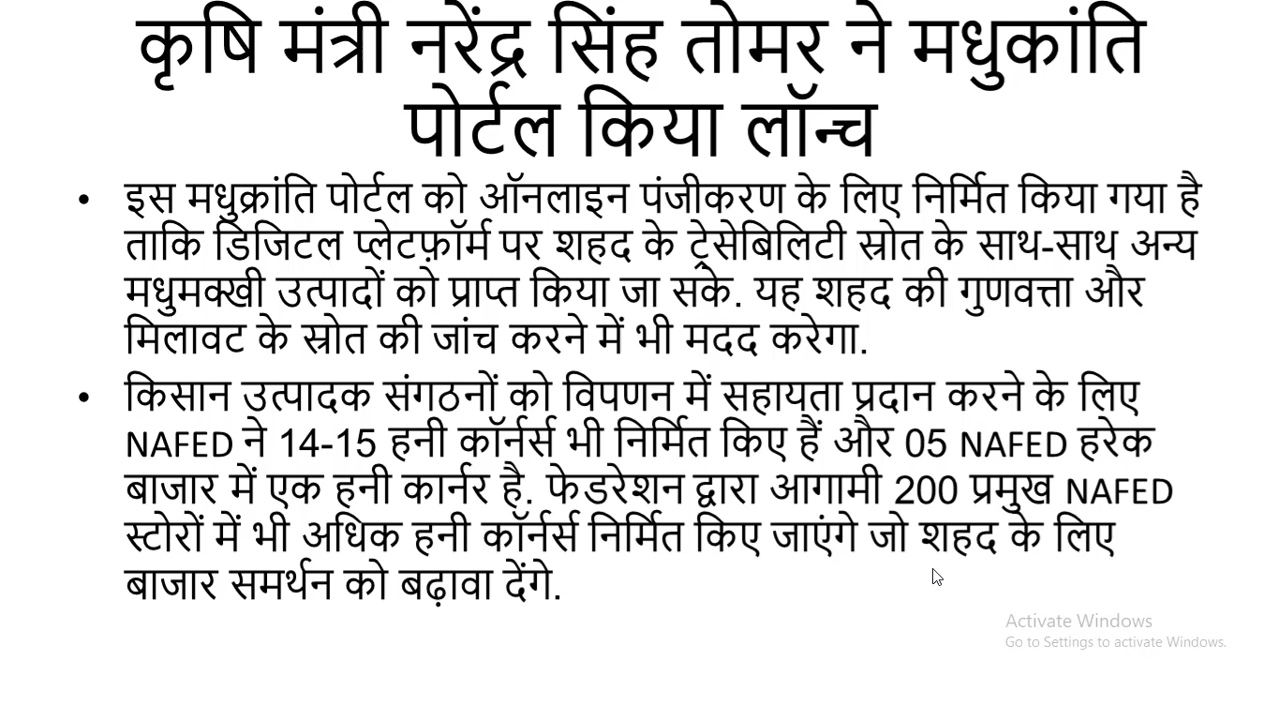 कृषि मंत्री नरेंद्र सिंह तोमर ने मधुकांति
पोर्टल किया लॉन्च
• इस मधुक्रांति पोर्टल को ऑनलाइन पंजीकरण के लिए निर्मित किया गया है
ताकि डिजिटल प्लेटफ़ॉर्म पर शहद के ट्रेसेबिलिटी स्रोत के साथ-साथ अन्य
मधुमक्खी उत्पादों को प्राप्त किया जा सके. यह शहद की गुणवत्ता और
मिलावट के स्रोत की जांच करने में भी मदद करेगा.
• किसान उत्पादक संगठनों को विपणन में सहायता प्रदान करने के लिए
NAFED ने 14-15 हनी कॉर्नर्स भी निर्मित किए हैं और 05 NAFED हरेक
बाजार में एक हनी कार्नर है. फेडरेशन द्वारा आगामी 200 प्रमुख NAFED
स्टोरों में भी अधिक हनी कॉर्नर्स निर्मित किए जाएंगे जो शहद के लिए
बाजार समर्थन को बढ़ावा देंगे.
Activate Windows
Go to Settings to activate Windows.